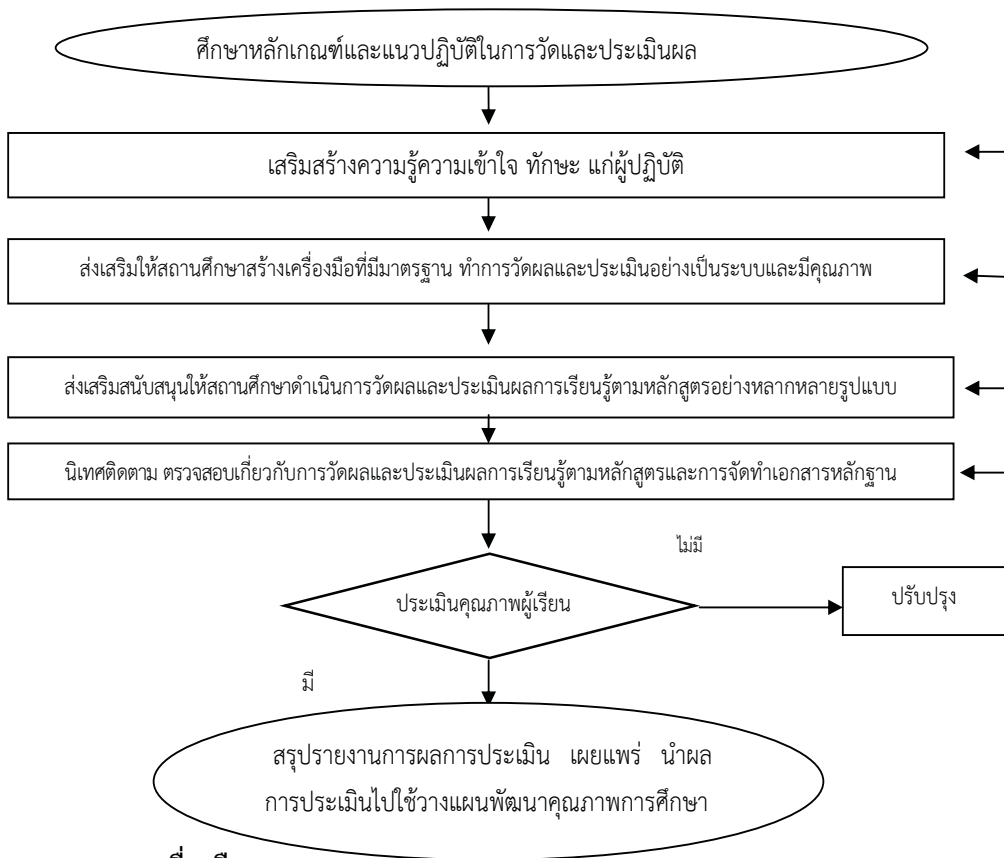 ศึกษาหลักเกณฑ์และแนวปฏิบัติในการวัดและประเมินผล
เสริมสร้างความรู้ความเข้าใจ ทักษะ แก่ผู้ปฏิบัติ
ส่งเสริมให้สถานศึกษาสร้างเครื่องมือที่มีมาตรฐาน ทำการวัดผลและประเมินอย่างเป็นระบบและมีคุณภาพ
ส่งเสริมสนับสนุนให้สถานศึกษาดำเนินการวัดผลและประเมินผลการเรียนรู้ตามหลักสูตรอย่างหลากหลายรูปแบบ
นิเทศติดตาม ตรวจสอบเกี่ยวกับการวัดผลและประเมินผลการเรียนรู้ตามหลักสูตรและการจัดทำเอกสารหลักฐาน
ไม่มี
ประเมินคุณภาพผู้เรียน
ปรับปรุง
มี
สรุปรายงานการผลการประเมิน เผยแพร่ นำผล
การประเมินไปใช้วางแผนพัฒนาคุณภาพการศึกษา